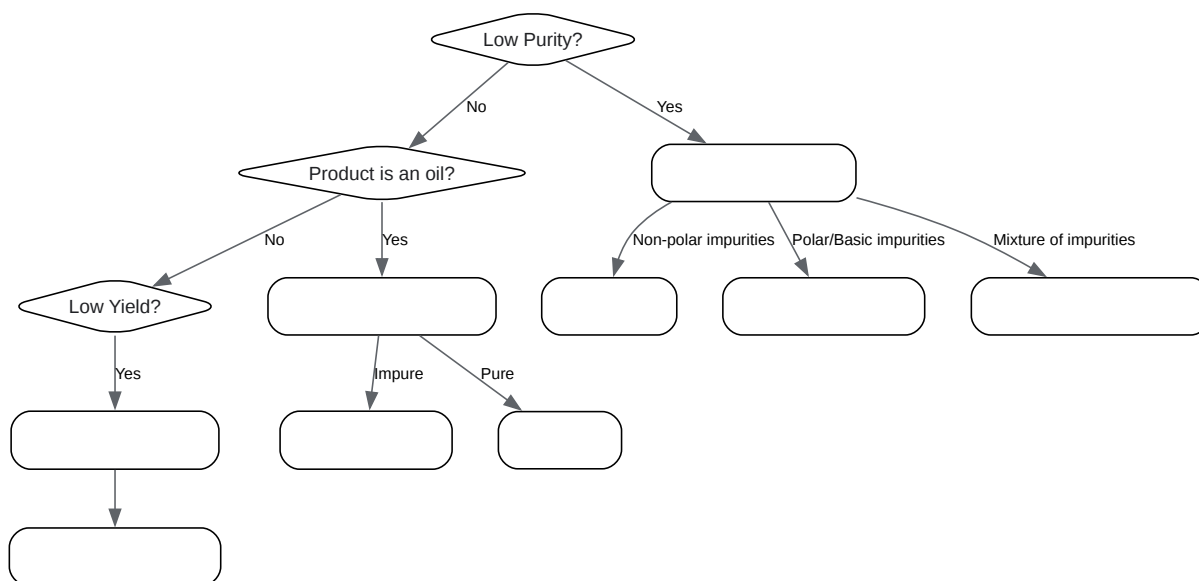 Low Purity?
No
Yes
Product is an oil?
No
Yes
Non-polar impurities
Polar/Basic impurities
Mixture of impurities
Low Yield?
Yes
Impure
Pure